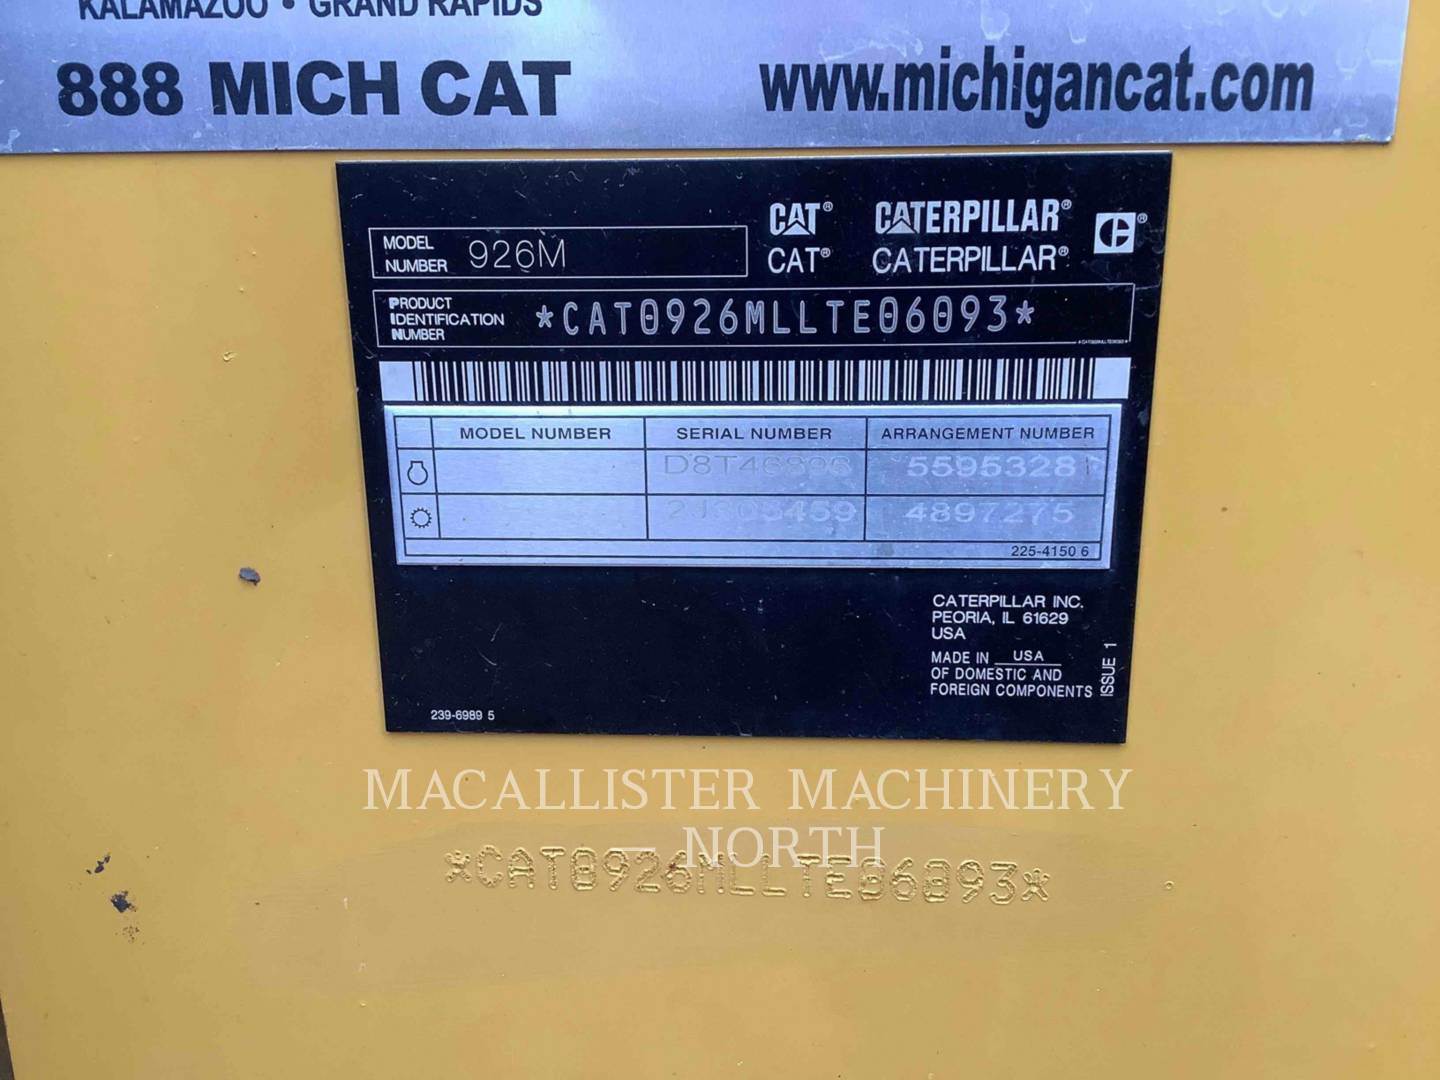 KALAMAZOO • GRAND RAPIDS
888 MICH CAT
www.michigancat.com
CAT® CATERPILLAR®
CAT® CATERPILLAR®
MODEL NUMBER 926M
PRODUCT IDENTIFICATION NUMBER *CAT0926MLLTE06093*
MODEL NUMBER SERIAL NUMBER ARRANGEMENT NUMBER
5595328
4897275
225-4150 6
CATERPILLAR INC.
PEORIA, IL 61629
USA
MADE IN USA
OF DOMESTIC AND
FOREIGN COMPONENTS
ISSUE 1
239-6989 5
MACALLISTER MACHINERY
— NORTH
*CAT0926MLLTE06093*